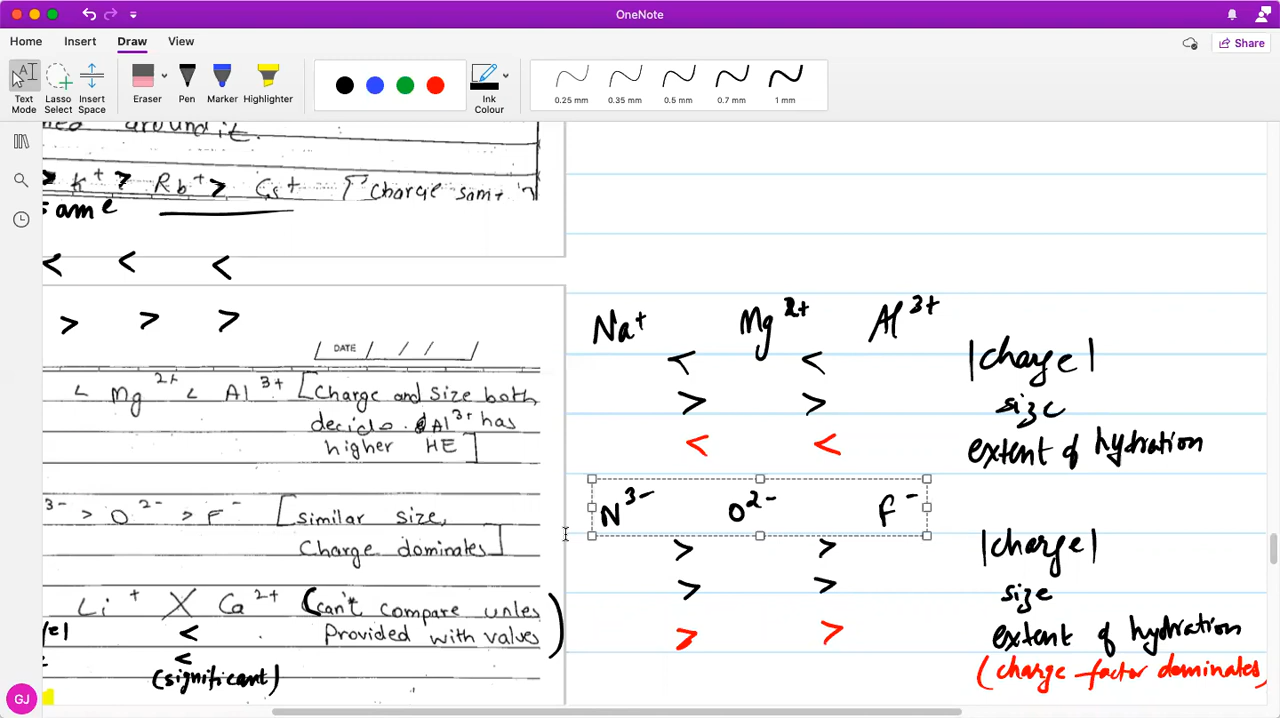 OneNote
Home Insert Draw View
Share
Text Mode
Lasso Select
Insert Space
Eraser
Pen
Marker
Highlighter
Ink Colour
0.25 mm
0.35 mm
0.5 mm
0.7 mm
1 mm
around it.
> K⁺ > Rb⁺ > Cs⁺ [Charge same
same
< < <
> > >
DATE
< Mg²⁺ < Al³⁺ [Charge and size both
decide. Al³⁺ has
higher HE]
³⁻ > O²⁻ > F⁻ [similar size,
Charge dominates]
Li⁺ X Ca²⁺ (can't compare unles
Provided with values)
<
<
(significant)
Na⁺ Mg²⁺ Al³⁺
< < |charge|
> > size
< < extent of hydration
N³⁻ O²⁻ F⁻
> > |charge|
> > size
> > extent of hydration
(charge factor dominates)
GJ